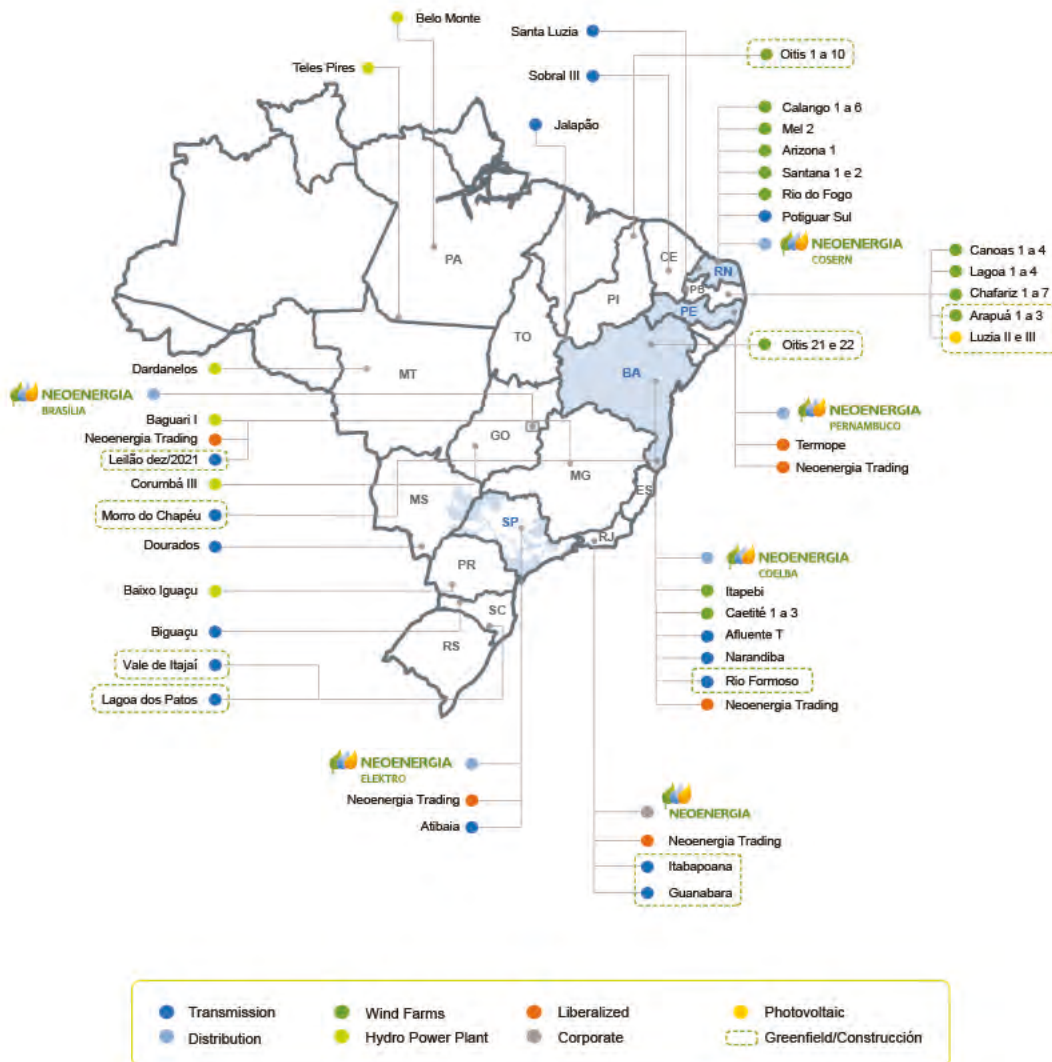 Belo Monte
Teles Pires
Santa Luzia
Sobral III
Jalapão
Oitis 1 a 10
Calango 1 a 6
Mel 2
Arizona 1
Santana 1 e 2
Rio do Fogo
Potiguar Sul
NEOENERGIA
COSERN
Canoas 1 a 4
Lagoa 1 a 4
Chafariz 1 a 7
Arapuá 1 a 3
Luzia II e III
Oitis 21 e 22
NEOENERGIA
PERNAMBUCO
Termope
Neoenergia Trading
PA
CE
RN
PB
PI
PE
TO
BA
MT
GO
MG
ES
MS
SP
RJ
PR
SC
RS
Dardanelos
NEOENERGIA
BRASÍLIA
Baguari I
Neoenergia Trading
Leilão dez/2021
Corumbá III
Morro do Chapéu
Dourados
Baixo Iguaçu
Biguaçu
Vale de Itajaí
Lagoa dos Patos
NEOENERGIA
COELBA
Itapebi
Caetité 1 a 3
Afluente T
Narandiba
Rio Formoso
Neoenergia Trading
NEOENERGIA
ELEKTRO
Neoenergia Trading
Atibaia
NEOENERGIA
Neoenergia Trading
Itabapoana
Guanabara
Transmission
Wind Farms
Liberalized
Photovoltaic
Distribution
Hydro Power Plant
Corporate
Greenfield/Construcción